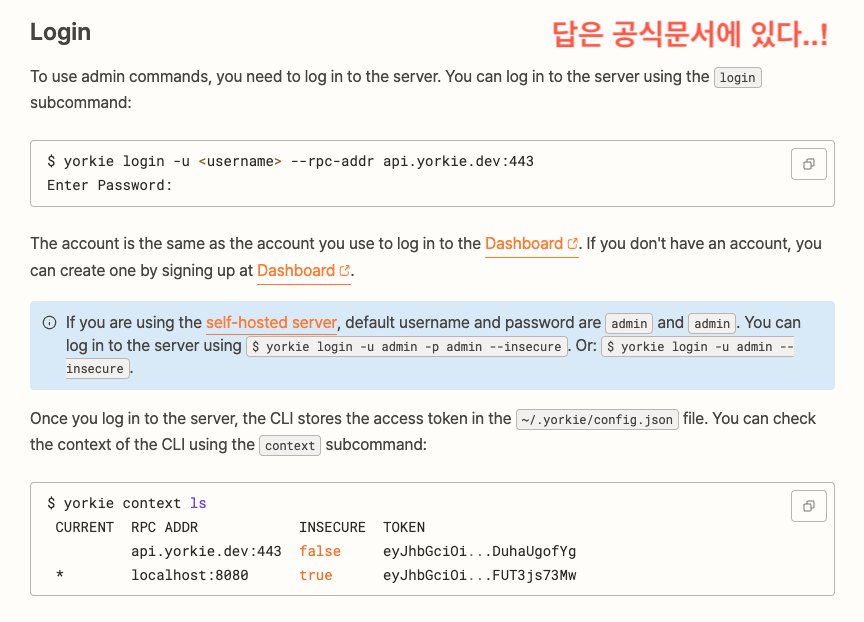 Login
답은 공식문서에 있다..!
To use admin commands, you need to log in to the server. You can log in to the server using the login
subcommand:
$ yorkie login -u <username> --rpc-addr api.yorkie.dev:443
Enter Password:
The account is the same as the account you use to log in to the Dashboard. If you don't have an account, you
can create one by signing up at Dashboard.
If you are using the self-hosted server, default username and password are admin and admin. You can
log in to the server using $ yorkie login -u admin -p admin --insecure. Or: $ yorkie login -u admin --
insecure.
Once you log in to the server, the CLI stores the access token in the ~/.yorkie/config.json file. You can check
the context of the CLI using the context subcommand:
$ yorkie context ls
CURRENT RPC ADDR INSECURE TOKEN
api.yorkie.dev:443 false eyJhbGciOi...DuhaUgofYg
* localhost:8080 true eyJhbGciOi...FUT3js73Mw